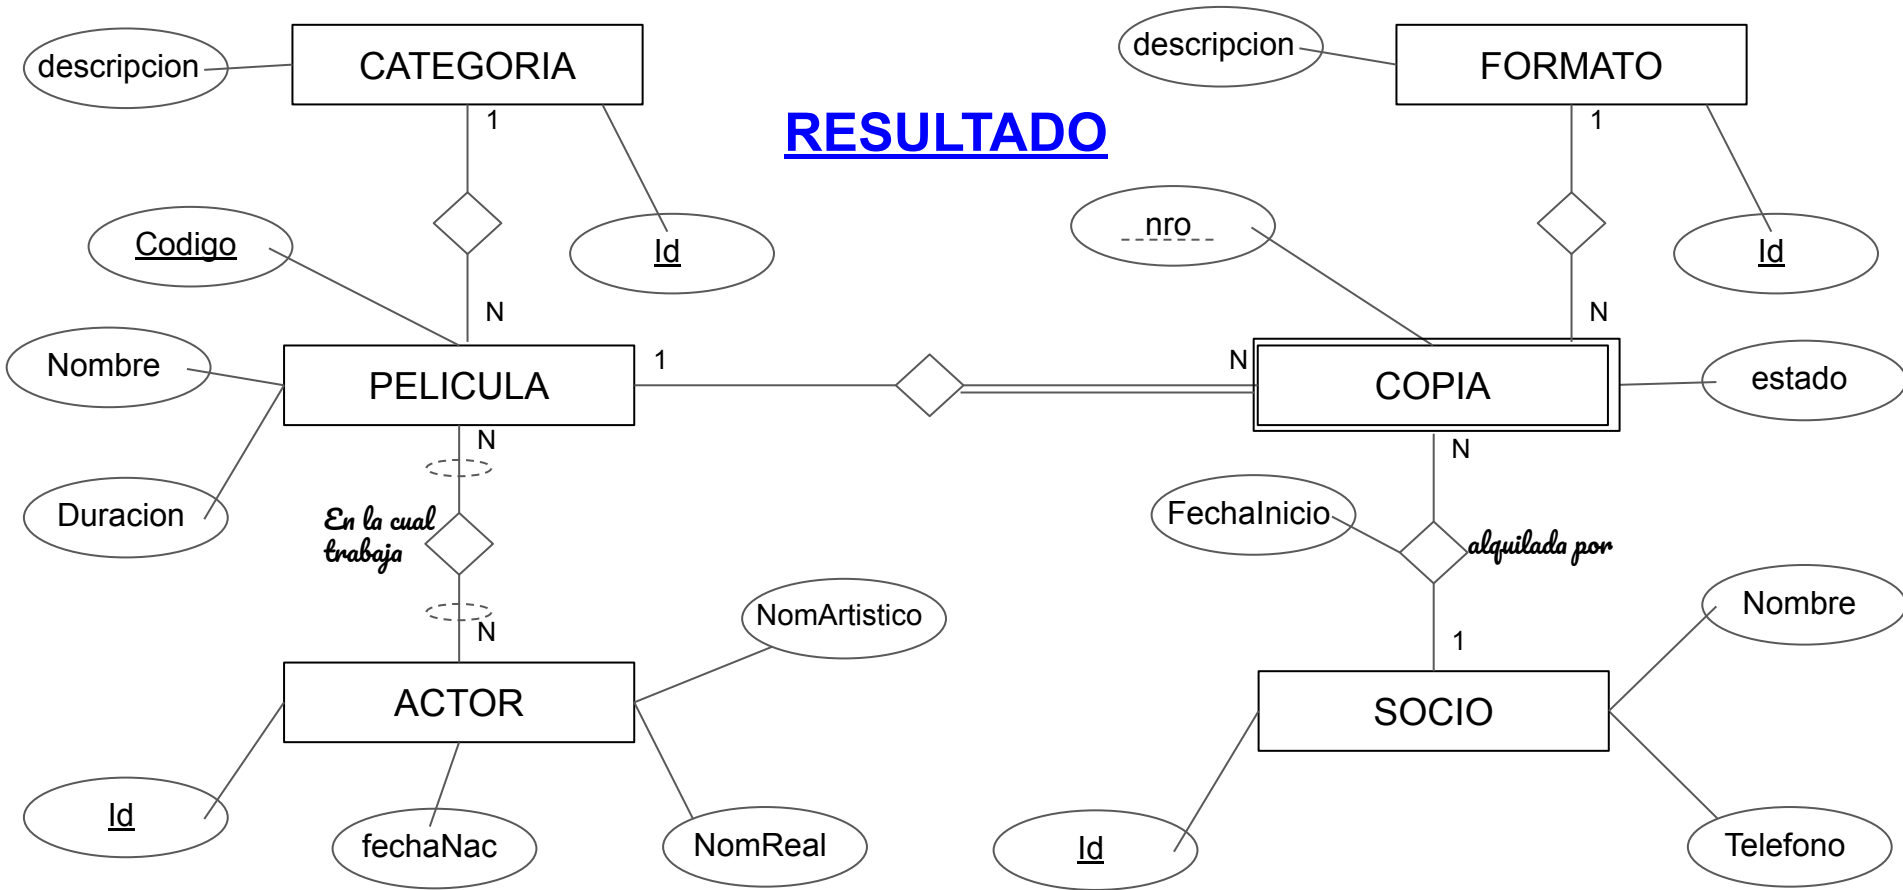 descripcion
CATEGORIA
descripcion
FORMATO
1
RESULTADO
1
Codigo
Id
nro
Id
N
N
Nombre
PELICULA
1
N
COPIA
estado
N
N
Duracion
En la cual
trabaja
FechaInicio
alquilada por
N
NomArtistico
1
Nombre
ACTOR
SOCIO
Id
fechaNac
NomReal
Id
Telefono